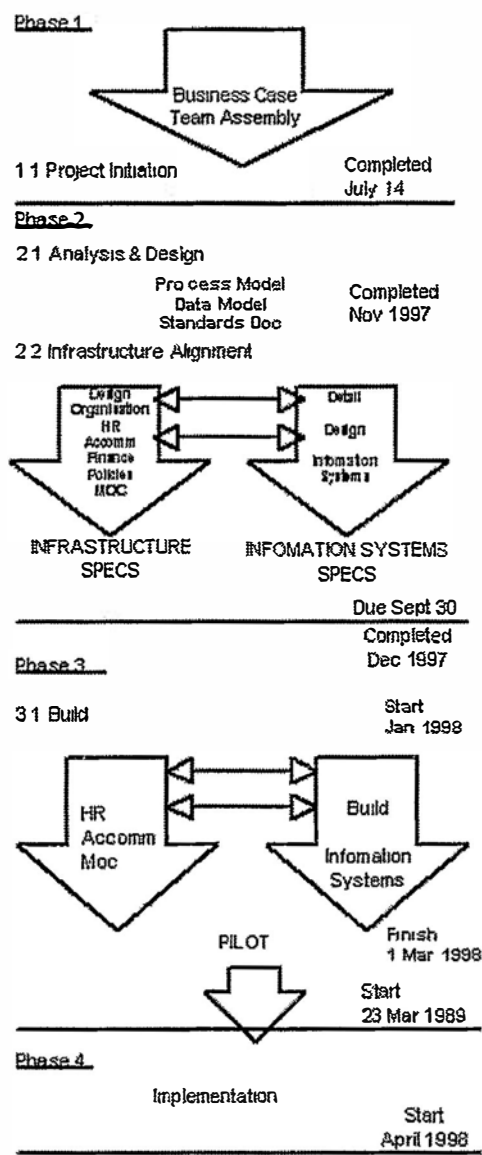 Phase 1
Business Case
Team Assembly
1 1 Project Initiation
Completed
July 14
Phase 2
2 1 Analysis & Design
Process Model
Data Model
Standards Doc
Completed
Nov 1997
2 2 Infrastructure Alignment
Design
Organisation
HR
Accomm
Finance
Policies
MOC
Detail
Design
Infomation
Systems
INFRASTRUCTURE
SPECS
INFOMATION SYSTEMS
SPECS
Due Sept 30
Completed
Dec 1997
Phase 3
3 1 Build
Start
Jan 1998
HR
Accomm
Moc
Build
Infomation
Systems
Finish
1 Mar 1998
PILOT
Start
23 Mar 1989
Phase 4
Implementation
Start
April 1998